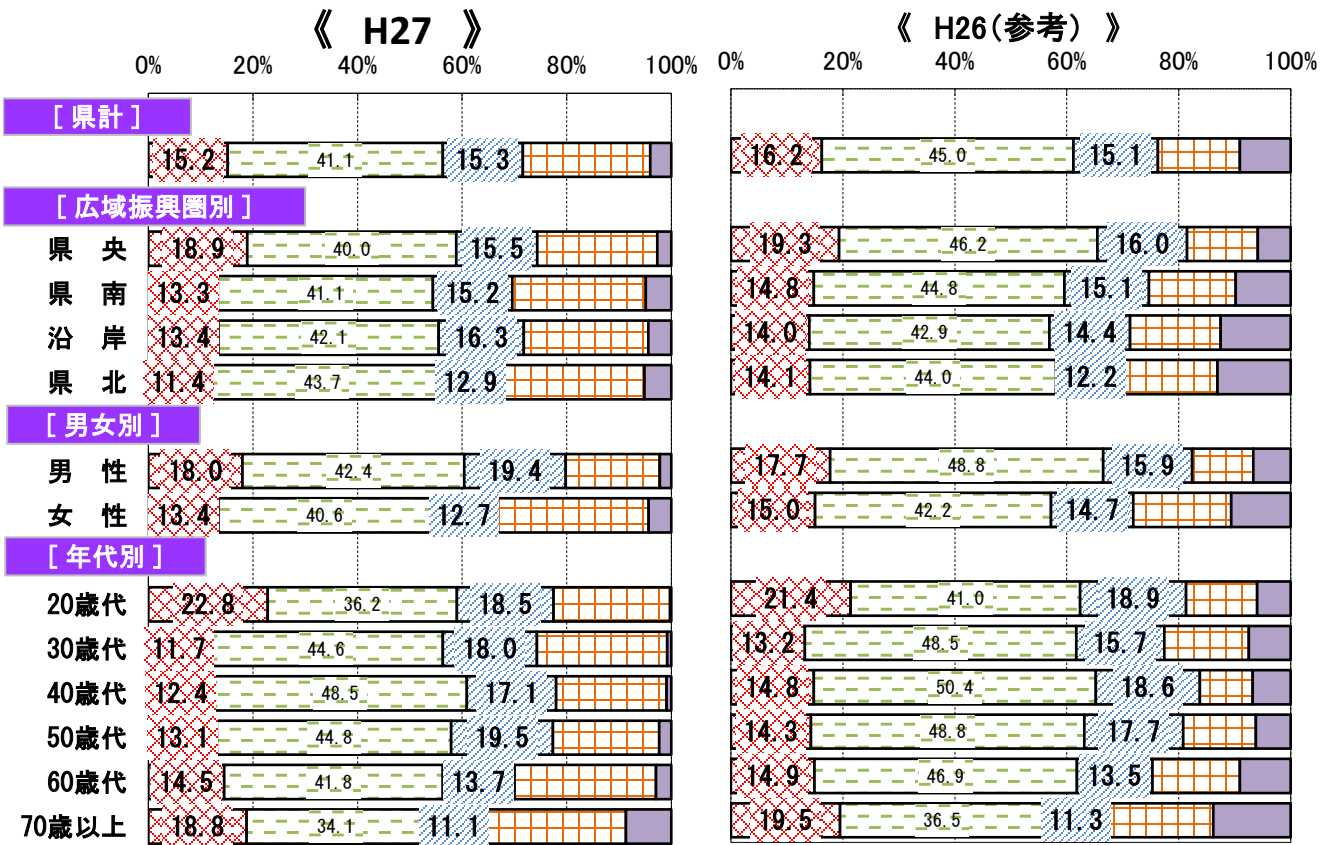 《 H27 》 《 H26(参考) 》
0% 20% 40% 60% 80% 100% 0% 20% 40% 60% 80% 100%
[ 県計 ]
15.2 41.1 15.3 16.2 45.0 15.1
[ 広域振興圏別 ]
県 央 18.9 40.0 15.5 19.3 46.2 16.0
県 南 13.3 41.1 15.2 14.8 44.8 15.1
沿 岸 13.4 42.1 16.3 14.0 42.9 14.4
県 北 11.4 43.7 12.9 14.1 44.0 12.2
[ 男女別 ]
男 性 18.0 42.4 19.4 17.7 48.8 15.9
女 性 13.4 40.6 12.7 15.0 42.2 14.7
[ 年代別 ]
20歳代 22.8 36.2 18.5 21.4 41.0 18.9
30歳代 11.7 44.6 18.0 13.2 48.5 15.7
40歳代 12.4 48.5 17.1 14.8 50.4 18.6
50歳代 13.1 44.8 19.5 14.3 48.8 17.7
60歳代 14.5 41.8 13.7 14.9 46.9 13.5
70歳以上 18.8 34.1 11.1 19.5 36.5 11.3